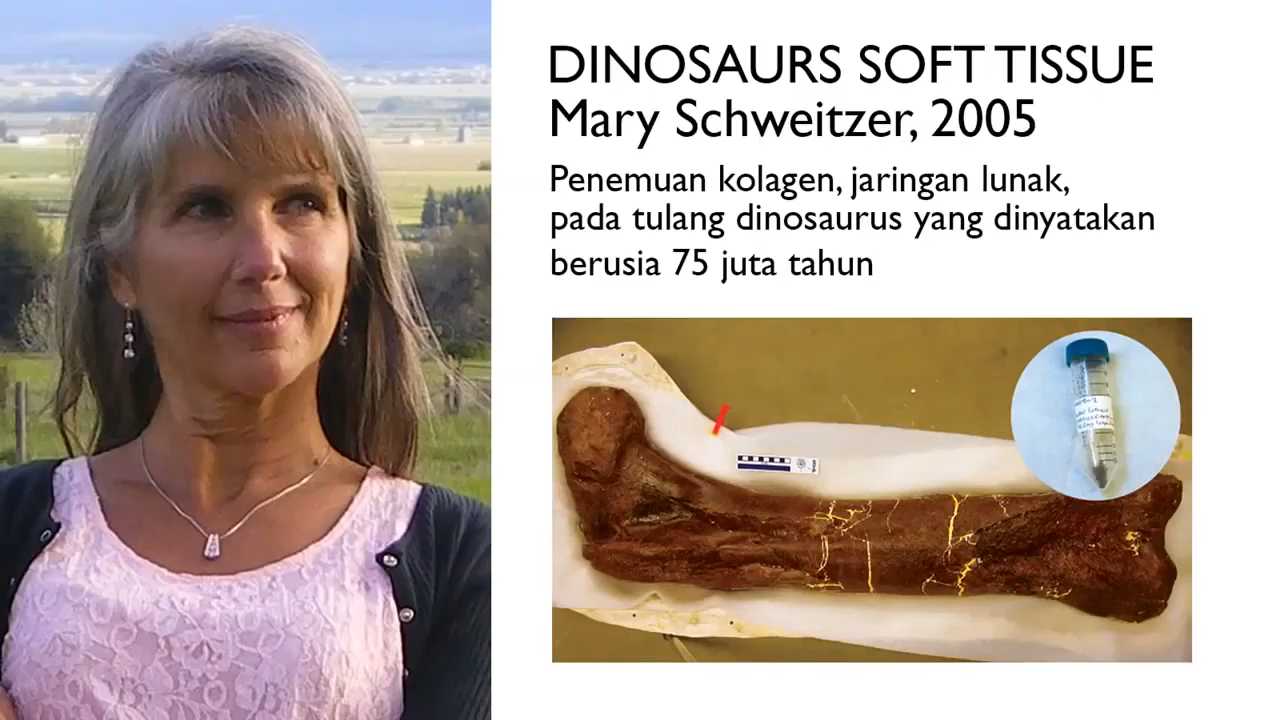 DINOSAURS SOFT TISSUE
Mary Schweitzer, 2005
Penemuan kolagen, jaringan lunak,
pada tulang dinosaurus yang dinyatakan
berusia 75 juta tahun